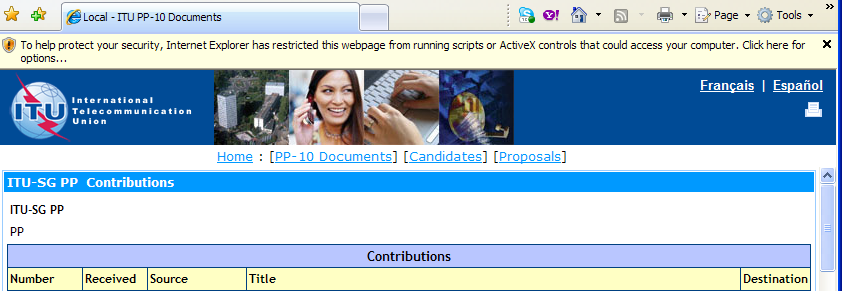 Local - ITU PP-10 Documents
Page
Tools
»
To help protect your security, Internet Explorer has restricted this webpage from running scripts or ActiveX controls that could access your computer. Click here for
options...
Français | Español
ITU International
Telecommunication
Union
Home : [PP-10 Documents] [Candidates] [Proposals]
ITU-SG PP Contributions
ITU-SG PP
PP
Contributions
Number Received Source Title Destination